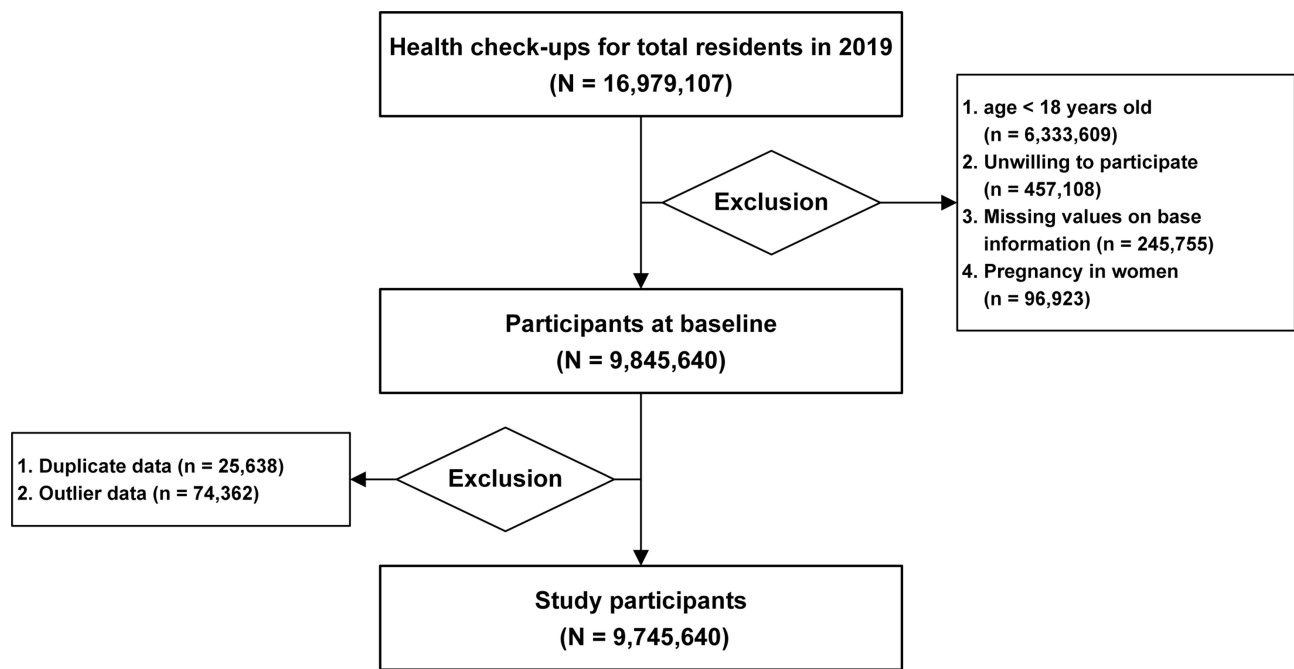 Health check-ups for total residents in 2019
(N = 16,979,107)
Exclusion
1. age < 18 years old
(n = 6,333,609)
2. Unwilling to participate
(n = 457,108)
3. Missing values on base
information (n = 245,755)
4. Pregnancy in women
(n = 96,923)
Participants at baseline
(N = 9,845,640)
Exclusion
1. Duplicate data (n = 25,638)
2. Outlier data (n = 74,362)
Study participants
(N = 9,745,640)